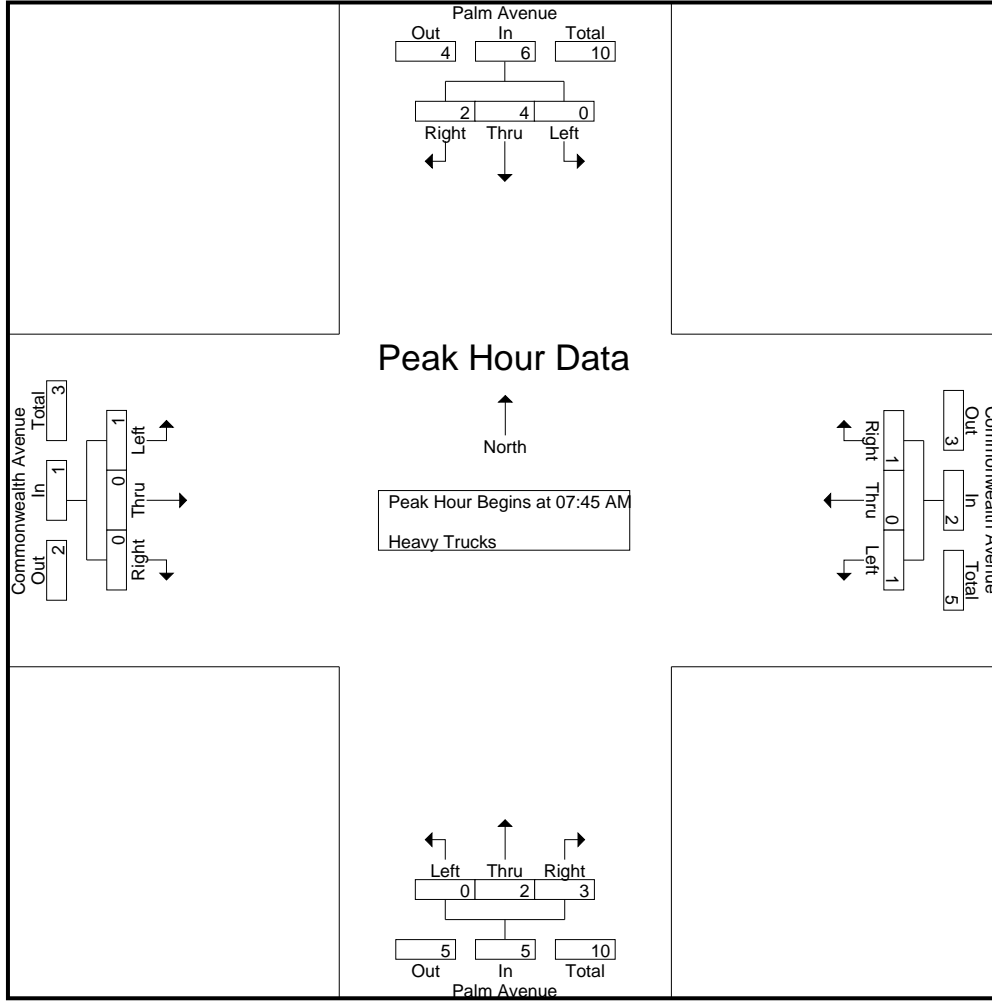 Palm Avenue
Out In Total
4 6 10
2 4 0
Right Thru Left
Peak Hour Data
North
Peak Hour Begins at 07:45 AM
Heavy Trucks
Commonwealth Avenue
Total In Out
3 1 2
1 0 0
Left Thru Right
Commonwealth Avenue
Out In Total
3 2 5
1 0 1
Right Thru Left
Left Thru Right
0 2 3
5 5 10
Out In Total
Palm Avenue